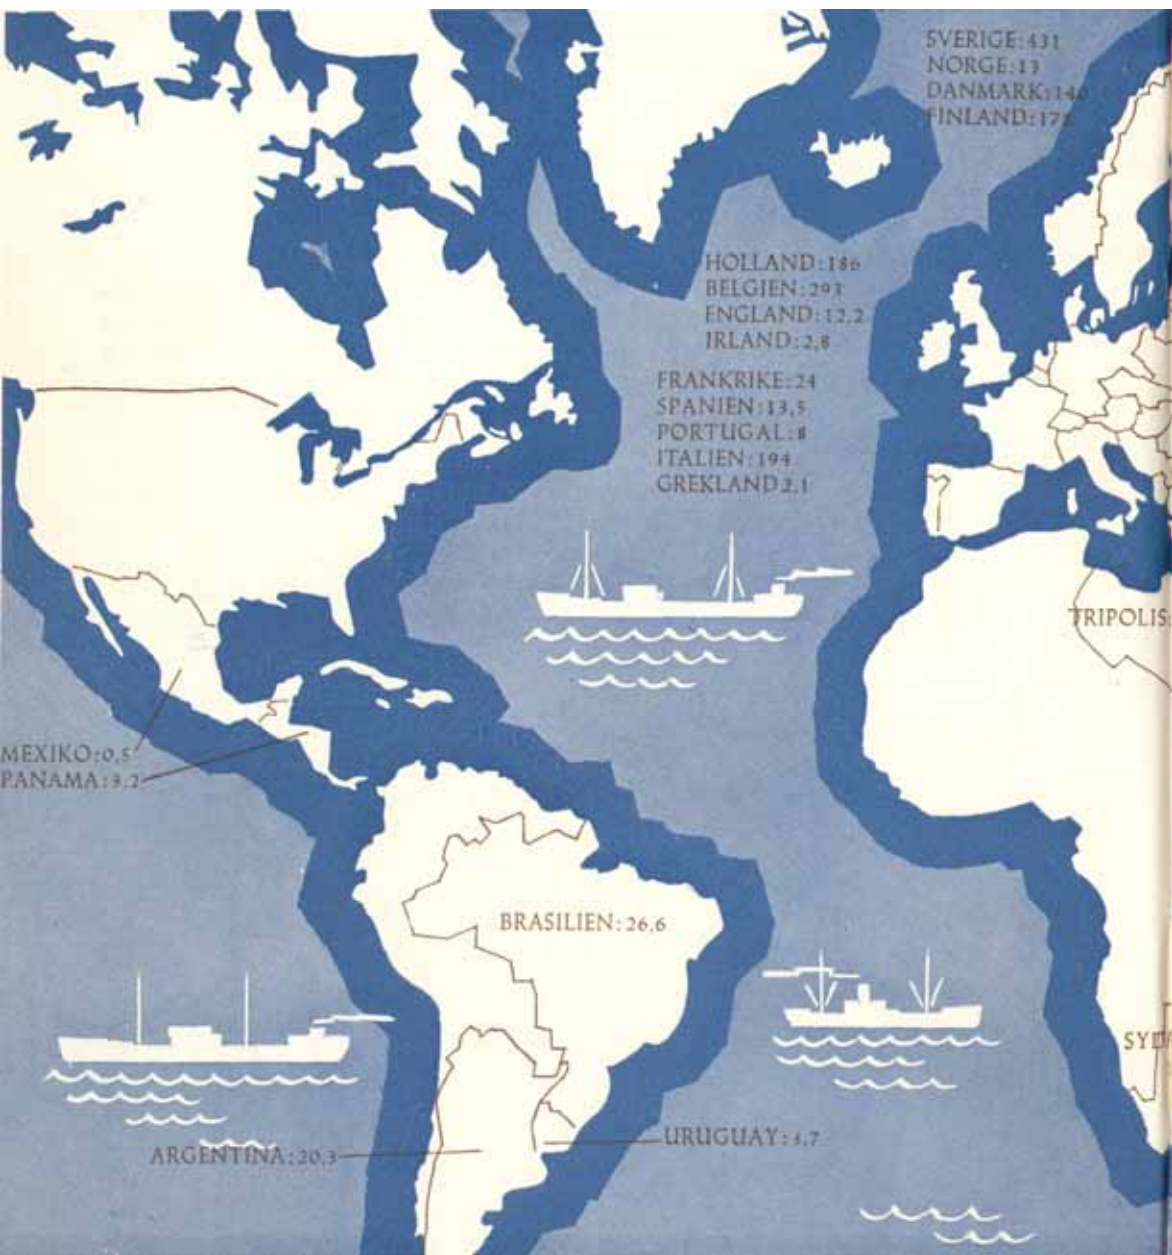 SVERIGE: 431
NORGE: 13
DANMARK: 140
FINLAND:
HOLLAND: 186
BELGIEN: 293
ENGLAND: 12,2
IRLAND: 2,8
FRANKRIKE: 24
SPANIEN: 13,5
PORTUGAL: 8
ITALIEN: 194
GREKLAND 2,1
TRIPOLIS
MEXIKO: 0,5
PANAMA: 3,2
BRASILIEN: 26,6
SYD
URUGUAY: 3,7
ARGENTINA: 20,3